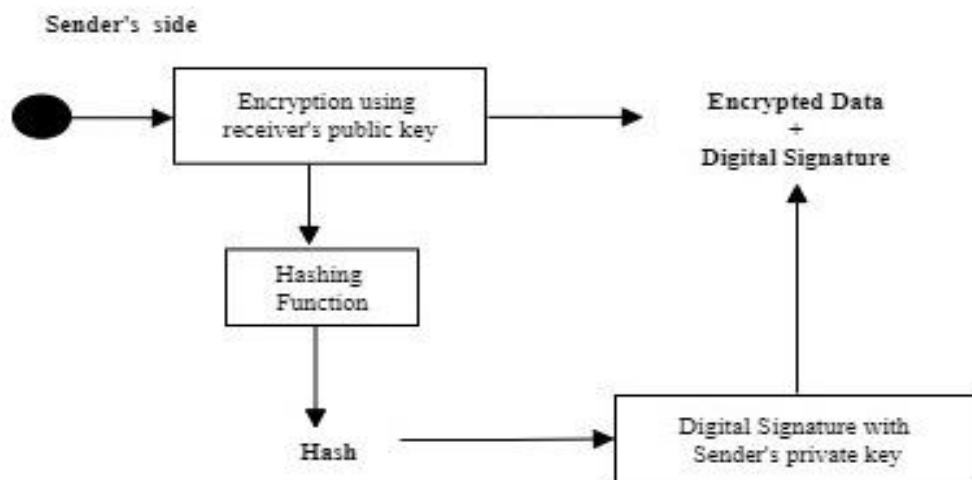 Sender's side
Encryption using
receiver's public key
Encrypted Data
+
Digital Signature
Hashing
Function
Hash
Digital Signature with
Sender's private key